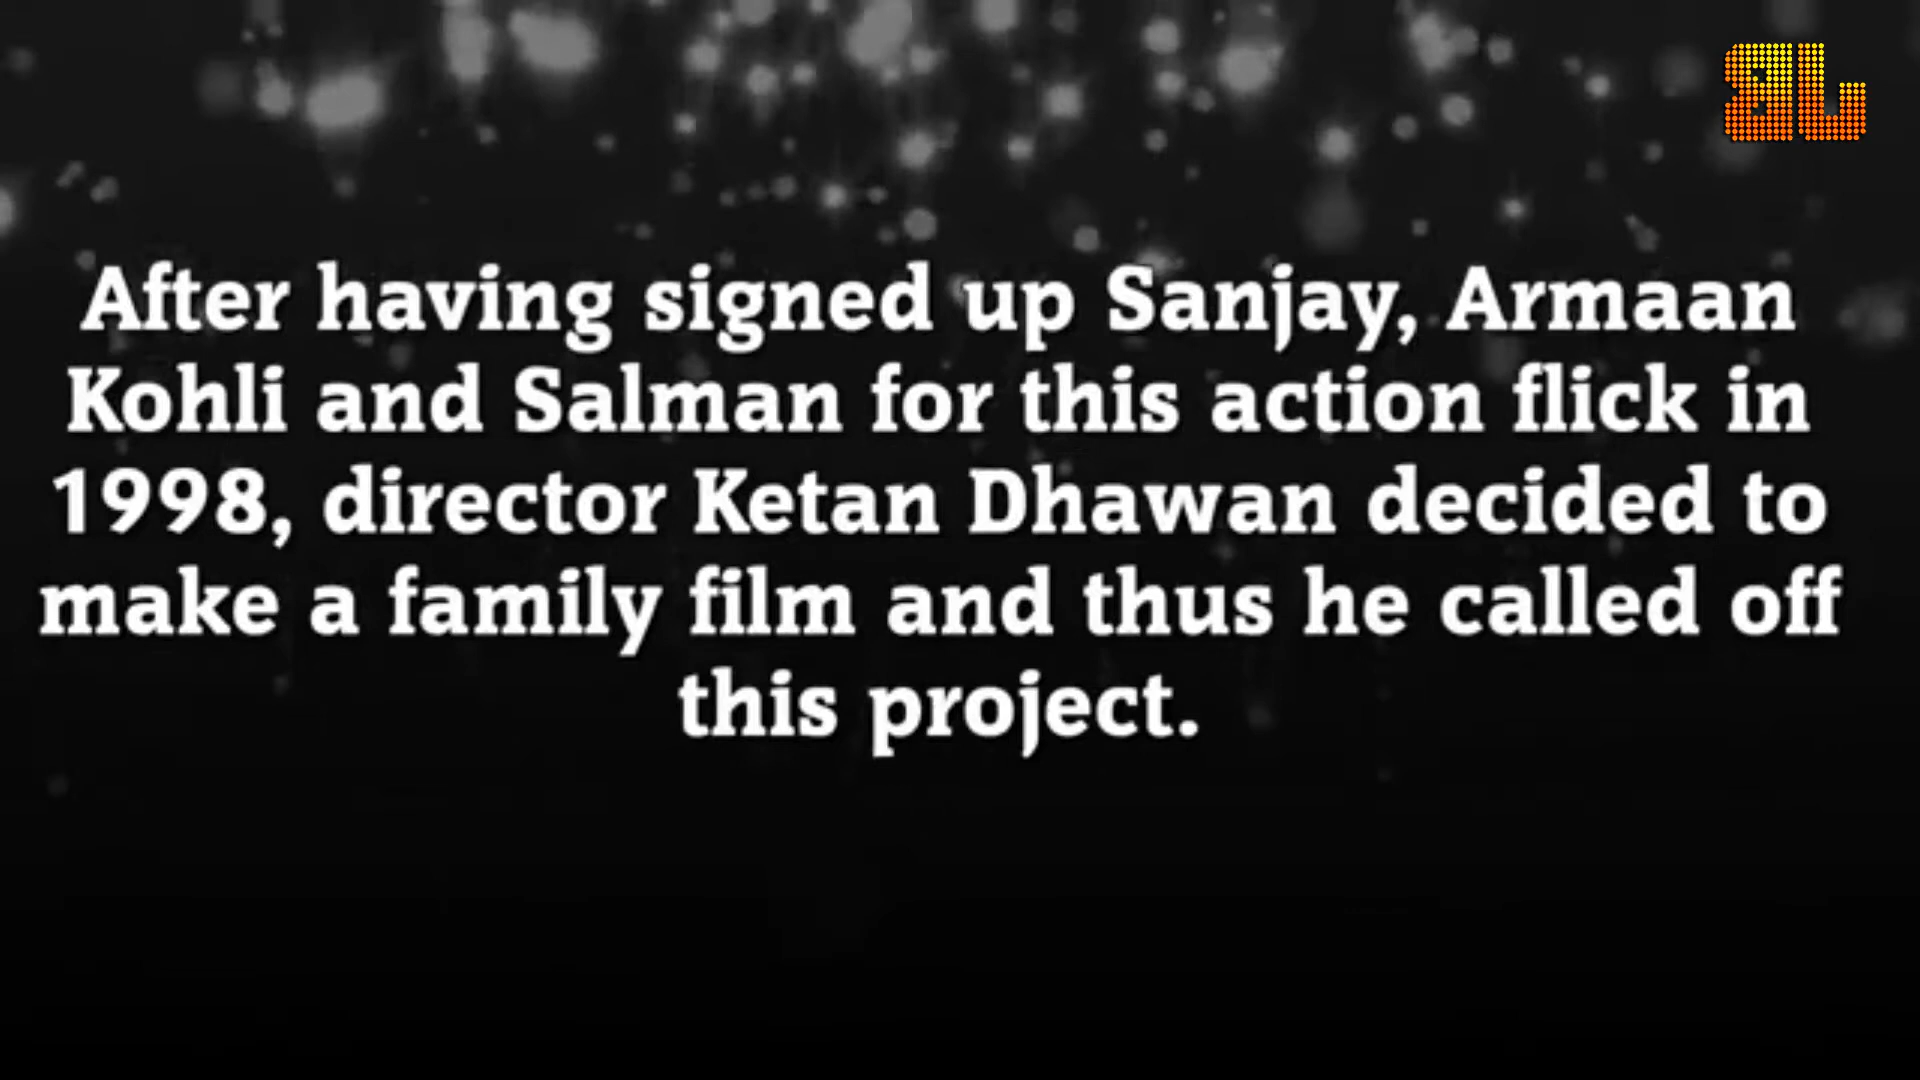 BL
After having signed up Sanjay, Armaan
Kohli and Salman for this action flick in
1998, director Ketan Dhawan decided to
make a family film and thus he called off
this project.